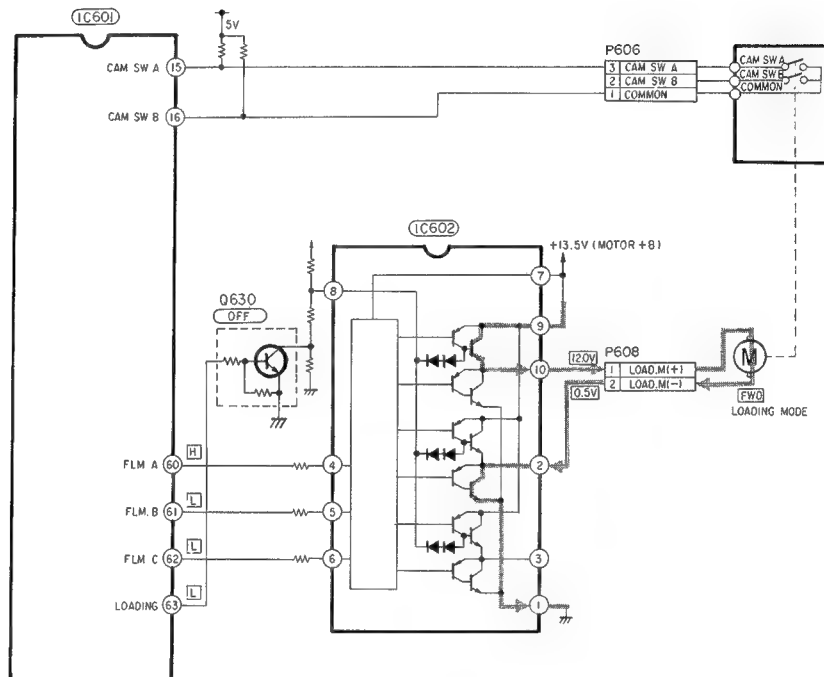 IC601
5V
CAM SW A 15
CAM SW B 16
P606
3 CAM SW A
2 CAM SW B
1 COMMON
CAM SW A
CAM SW B
COMMON
IC602
+13.5V (MOTOR +B)
7
8
Q630
OFF
9
12.0V
P608
10
1 LOAD.M(+)
2 LOAD.M(-)
M
0.5V
FWD
LOADING MODE
FLM A 60 H
4
2
FLM. B 61 L
5
FLM C 62 L
6
3
LOADING 63 L
1